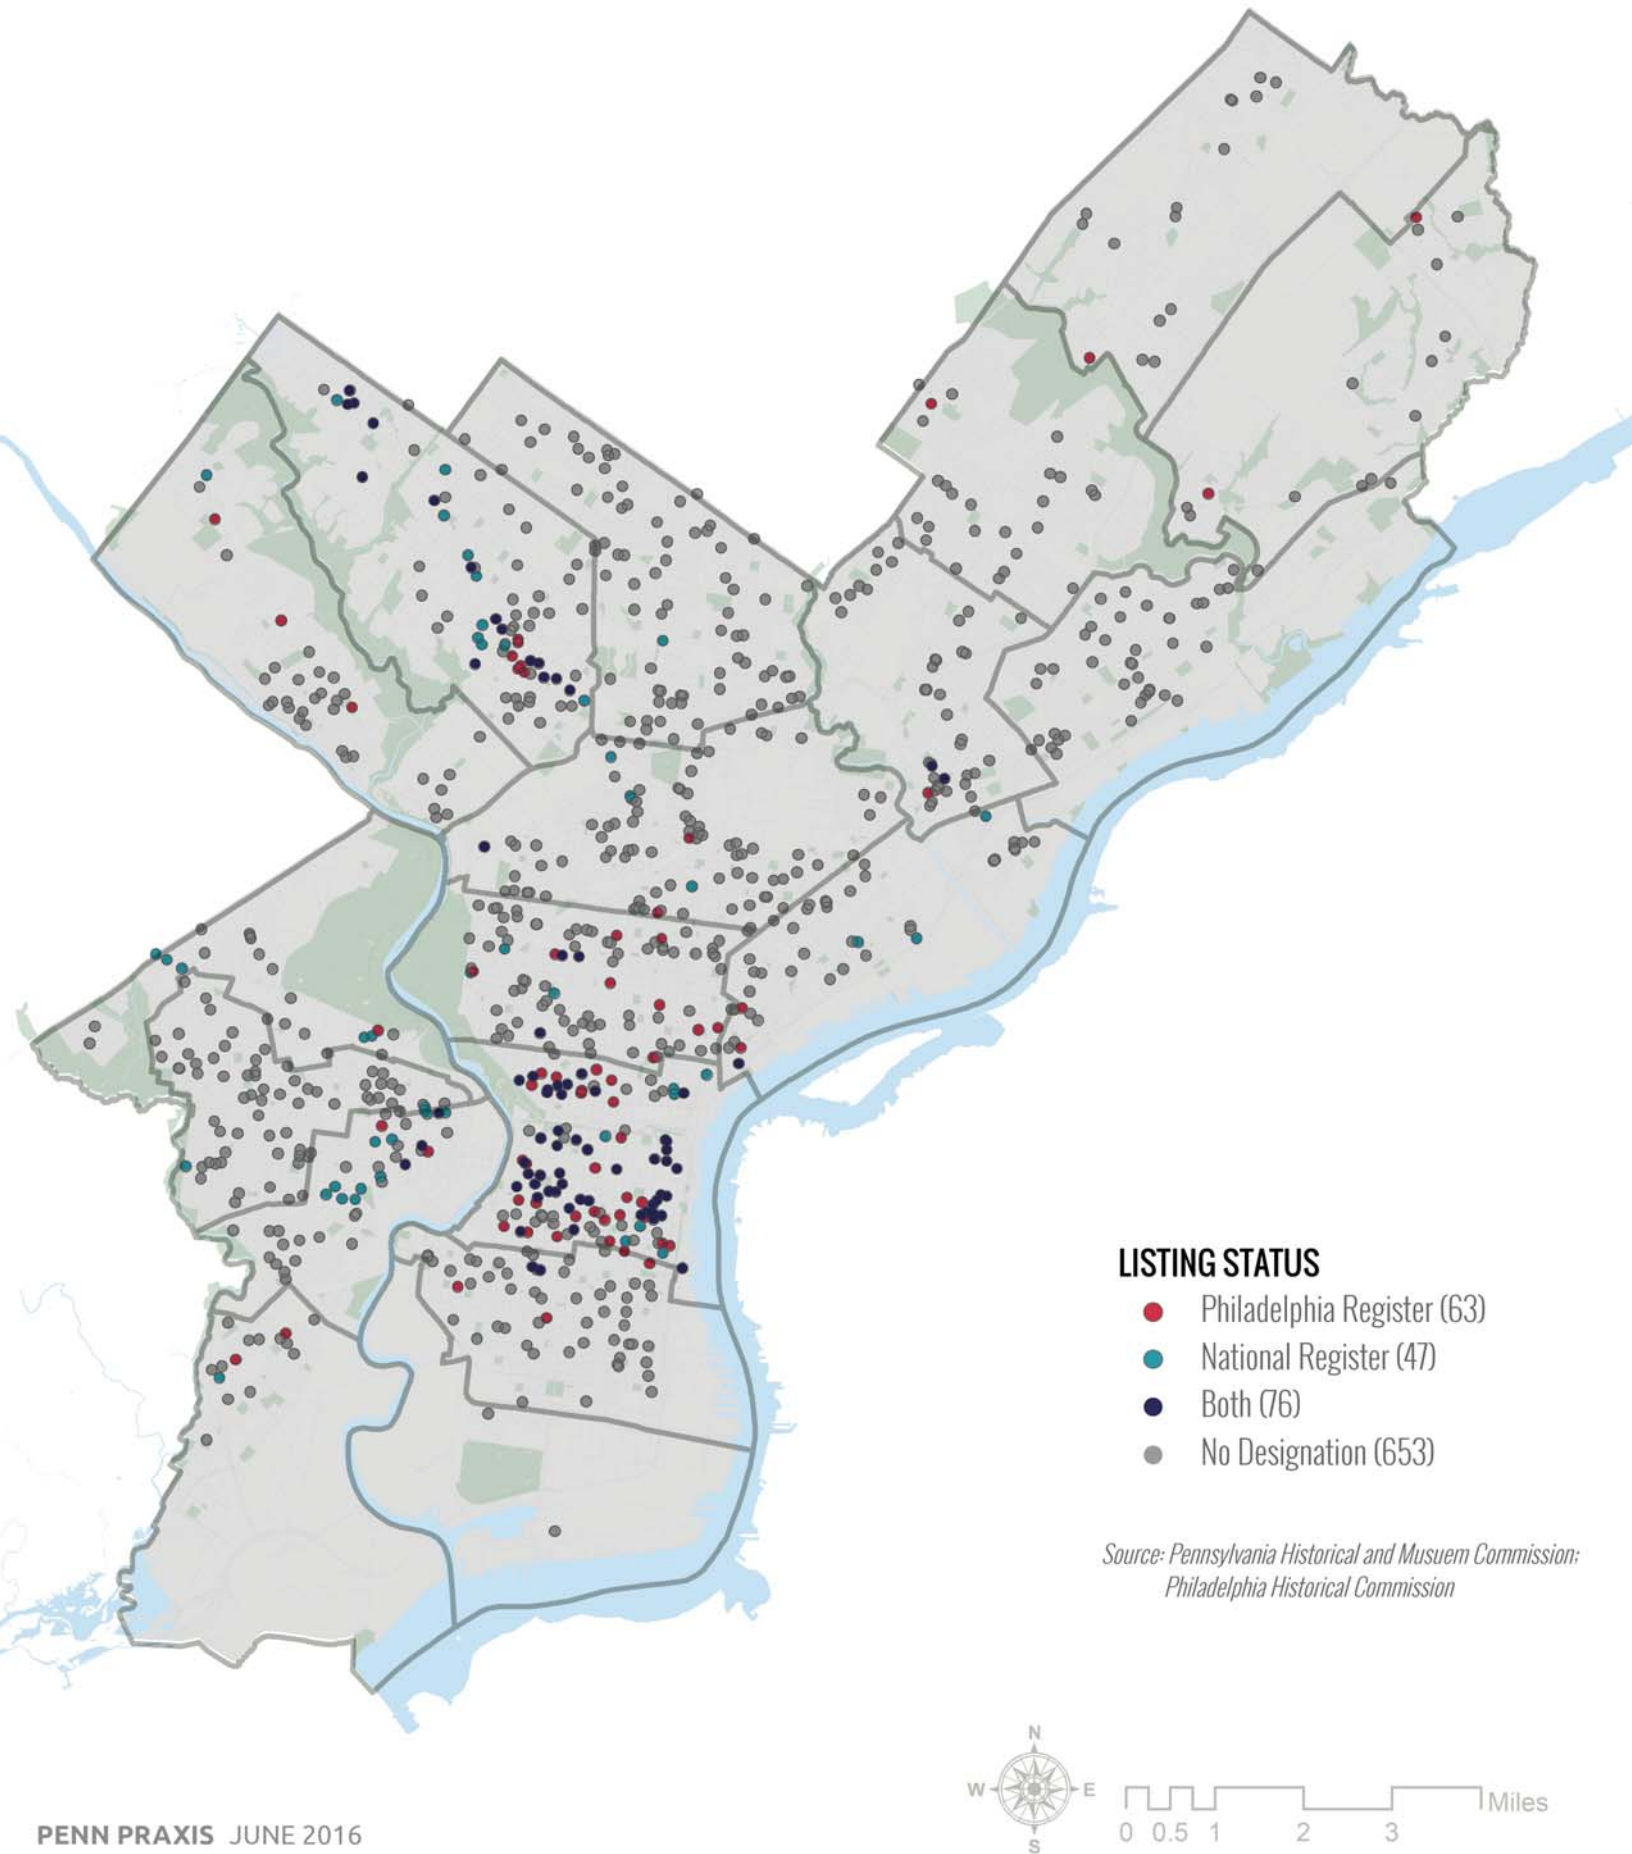 LISTING STATUS
Philadelphia Register (63)
National Register (47)
Both (76)
No Designation (653)
Source: Pennsylvania Historical and Musuem Commission;
Philadelphia Historical Commission
N
W E
S
Miles
0 0.5 1 2 3
PENN PRAXIS JUNE 2016